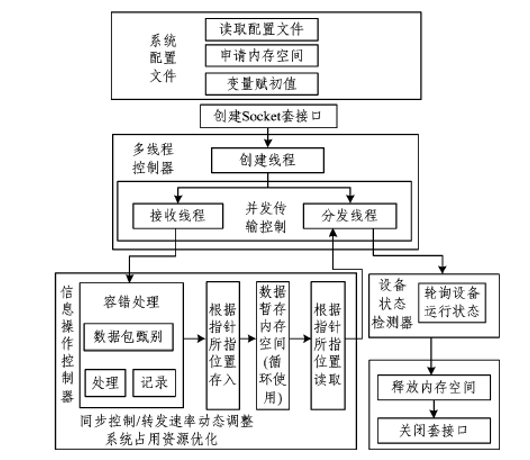 系统
配置
文件
读取配置文件
申请内存空间
变量赋初值
创建Socket套接口
多线程
控制器
创建线程
接收线程
并发传
输控制
分发线程
信息操作控制器
容错处理
数据包甄别
处理
记录
根据指针所指位置存入
数据暂存内存空间(循环使用)
根据指针所指位置读取
同步控制/转发速率动态调整
系统占用资源优化
设备
状态
检测器
轮询设备
运行状态
释放内存空间
关闭套接口